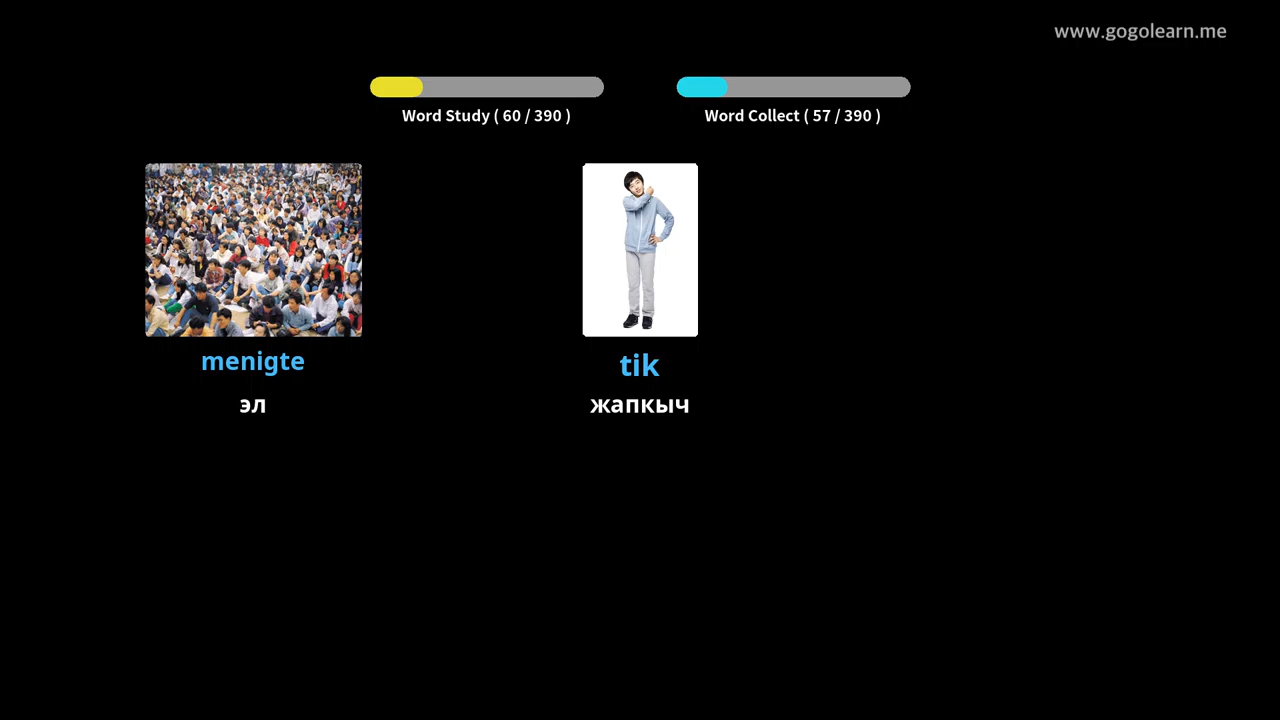 www.gogolearn.me
Word Study ( 60 / 390 )
Word Collect ( 57 / 390 )
menigte
эл
tik
жапкыч